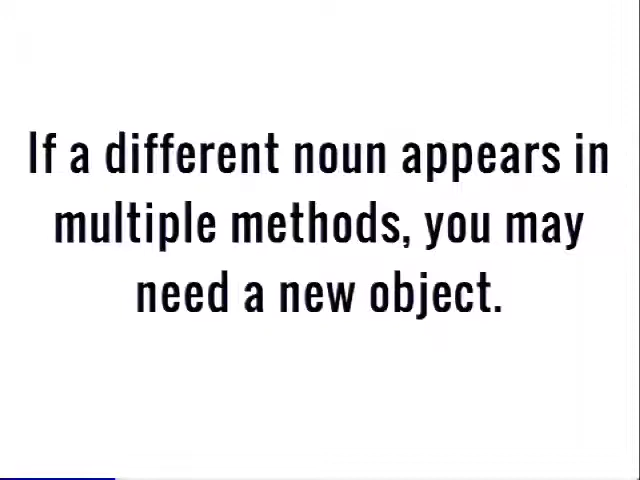 If a different noun appears in
multiple methods, you may
need a new object.